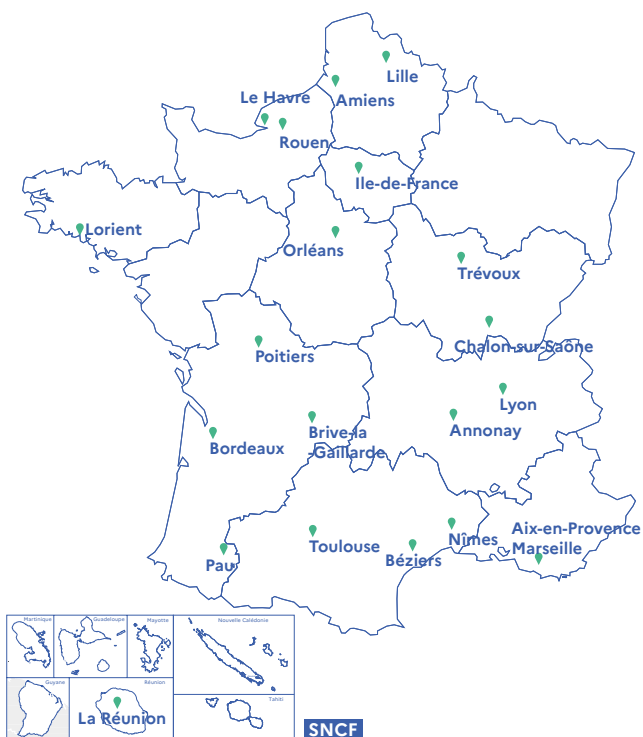 Lille
Amiens
Le Havre
Rouen
Ile-de-France
Lorient
Orléans
Trévoux
Chalon-sur-Saône
Poitiers
Lyon
Annonay
Brive-la
-Gaillarde
Bordeaux
Nîmes
Aix-en-Provence
Marseille
Toulouse
Béziers
Pau
Martinique
Guadeloupe
Mayotte
Nouvelle Calédonie
Guyane
Réunion
La Réunion
Tahiti
SNCF